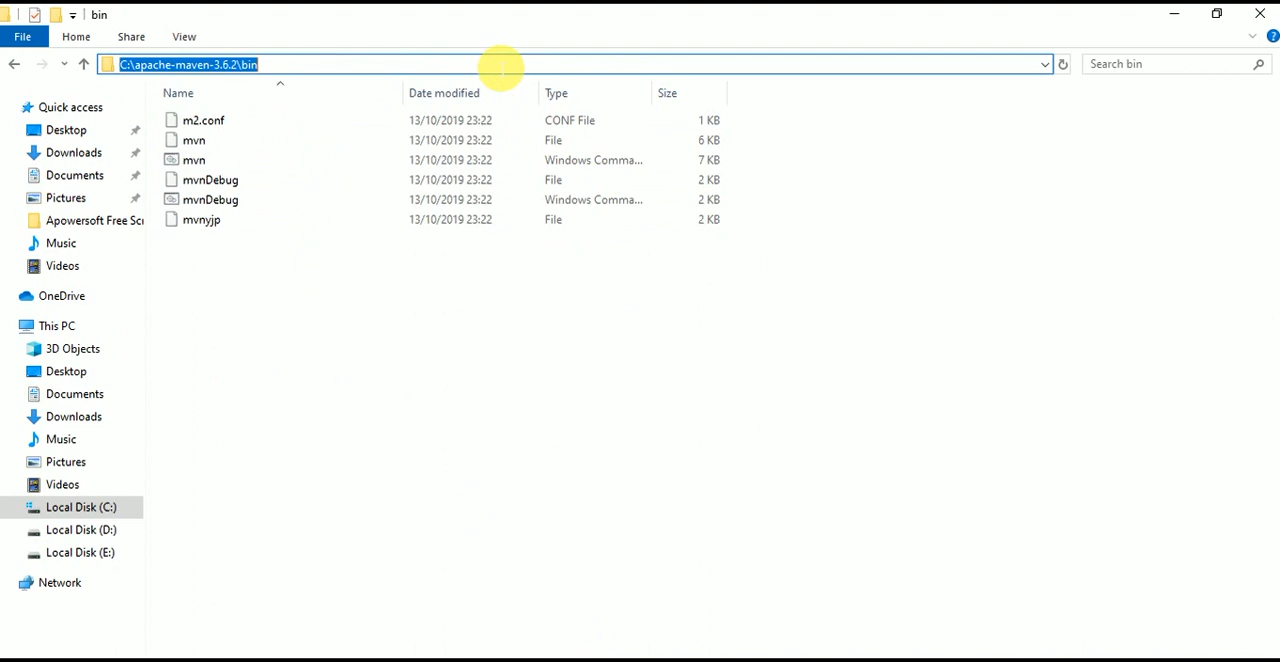 bin
File Home Share View
C:\apache-maven-3.6.2\bin
Search bin
Name Date modified Type Size
m2.conf 13/10/2019 23:22 CONF File 1 KB
mvn 13/10/2019 23:22 File 6 KB
mvn 13/10/2019 23:22 Windows Comma... 7 KB
mvnDebug 13/10/2019 23:22 File 2 KB
mvnDebug 13/10/2019 23:22 Windows Comma... 2 KB
mvnyjp 13/10/2019 23:22 File 2 KB
Quick access
Desktop
Downloads
Documents
Pictures
Apowersoft Free Scr
Music
Videos
OneDrive
This PC
3D Objects
Desktop
Documents
Downloads
Music
Pictures
Videos
Local Disk (C:)
Local Disk (D:)
Local Disk (E:)
Network